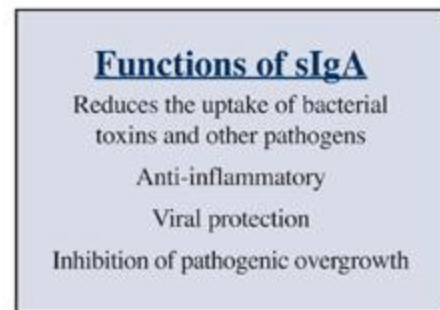 Functions of sIgA
Reduces the uptake of bacterial
toxins and other pathogens
Anti-inflammatory
Viral protection
Inhibition of pathogenic overgrowth